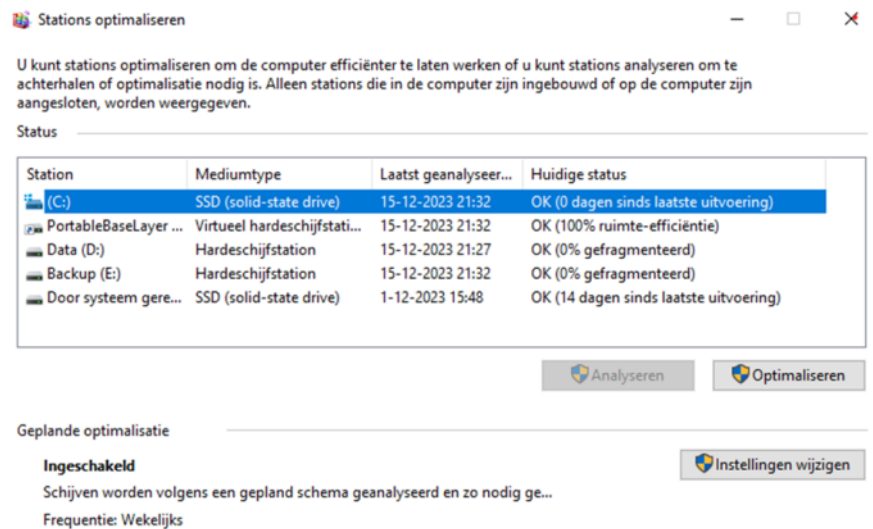 Stations optimaliseren
U kunt stations optimaliseren om de computer efficiënter te laten werken of u kunt stations analyseren om te
achterhalen of optimalisatie nodig is. Alleen stations die in de computer zijn ingebouwd of op de computer zijn
aangesloten, worden weergegeven.
Status
Station Mediumtype Laatst geanalyseer... Huidige status
(C:) SSD (solid-state drive) 15-12-2023 21:32 OK (0 dagen sinds laatste uitvoering)
PortableBaseLayer ... Virtueel hardeschijfstati... 15-12-2023 21:32 OK (100% ruimte-efficiëntie)
Data (D:) Hardeschijfstation 15-12-2023 21:27 OK (0% gefragmenteerd)
Backup (E:) Hardeschijfstation 15-12-2023 21:32 OK (0% gefragmenteerd)
Door systeem gere... SSD (solid-state drive) 1-12-2023 15:48 OK (14 dagen sinds laatste uitvoering)
Analyseren Optimaliseren
Geplande optimalisatie
Ingeschakeld Instellingen wijzigen
Schijven worden volgens een gepland schema geanalyseerd en zo nodig ge...
Frequentie: Wekelijks